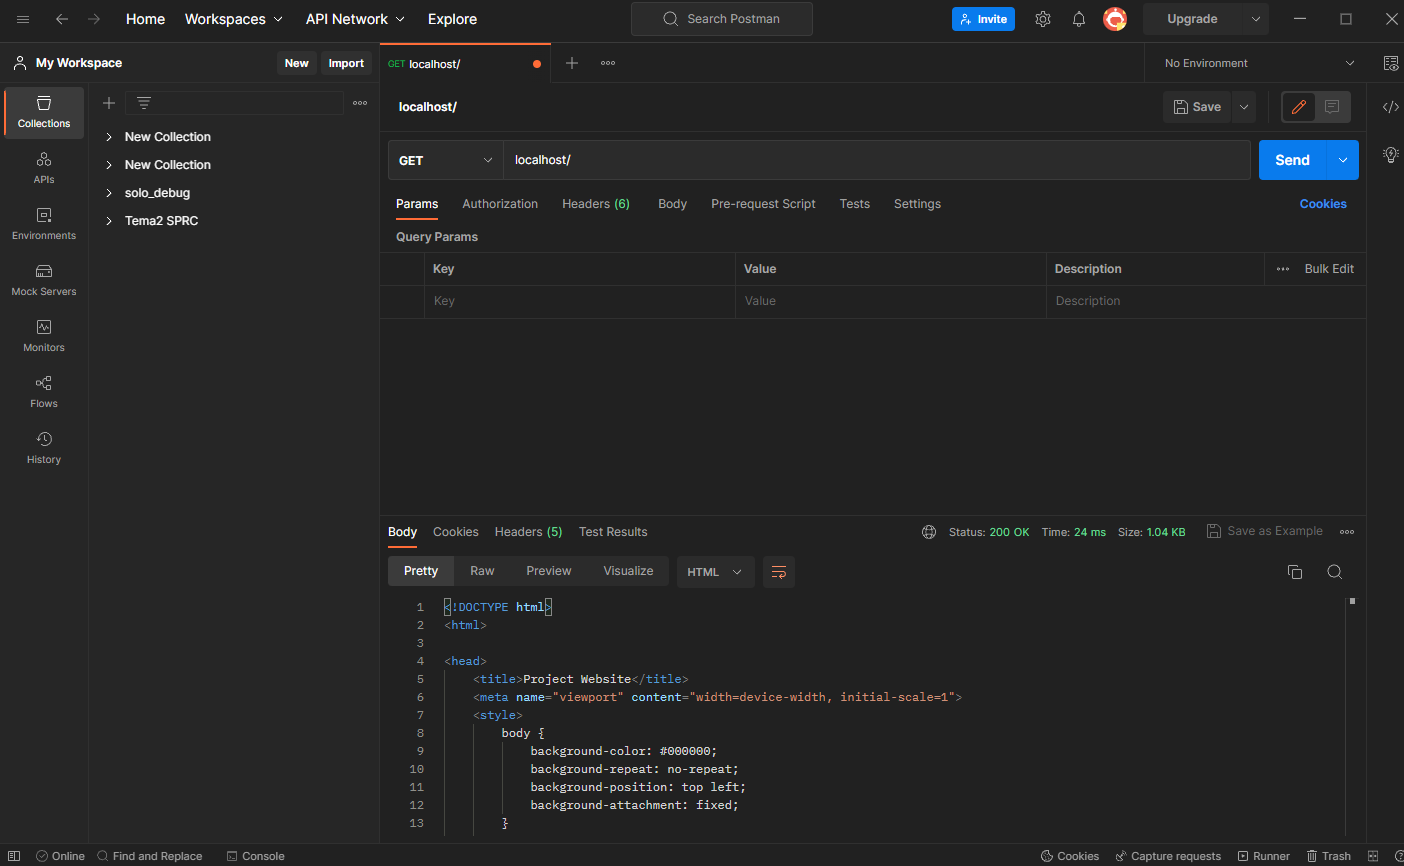 Home Workspaces API Network Explore Search Postman Invite Upgrade
My Workspace New Import GET localhost/ No Environment
Collections
APIs
Environments
Mock Servers
Monitors
Flows
History
New Collection
New Collection
solo_debug
Tema2 SPRC
localhost/ Save
GET localhost/ Send
Params Authorization Headers (6) Body Pre-request Script Tests Settings Cookies
Query Params
Key Value Description Bulk Edit
Key Value Description
Body Cookies Headers (5) Test Results Status: 200 OK Time: 24 ms Size: 1.04 KB Save as Example
Pretty Raw Preview Visualize HTML
1 <!DOCTYPE html>
2 <html>
3
4 <head>
5 <title>Project Website</title>
6 <meta name="viewport" content="width=device-width, initial-scale=1">
7 <style>
8 body {
9 background-color: #000000;
10 background-repeat: no-repeat;
11 background-position: top left;
12 background-attachment: fixed;
13 }
Online Find and Replace Console Cookies Capture requests Runner Trash